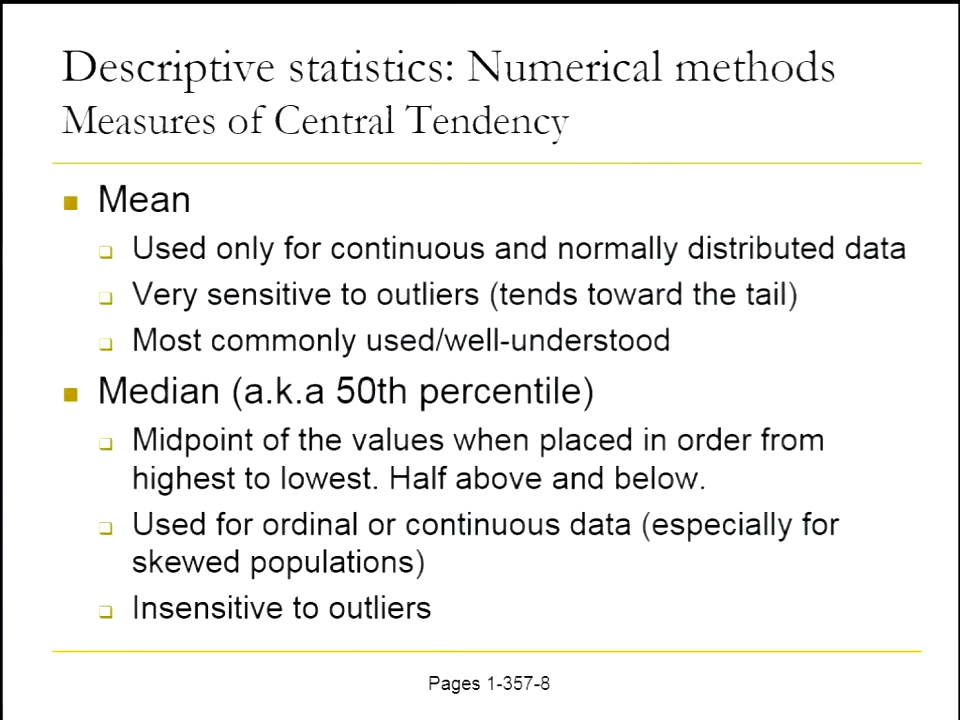 Descriptive statistics: Numerical methods
Measures of Central Tendency
Mean
Used only for continuous and normally distributed data
Very sensitive to outliers (tends toward the tail)
Most commonly used/well-understood
Median (a.k.a 50th percentile)
Midpoint of the values when placed in order from
highest to lowest. Half above and below.
Used for ordinal or continuous data (especially for
skewed populations)
Insensitive to outliers
Pages 1-357-8